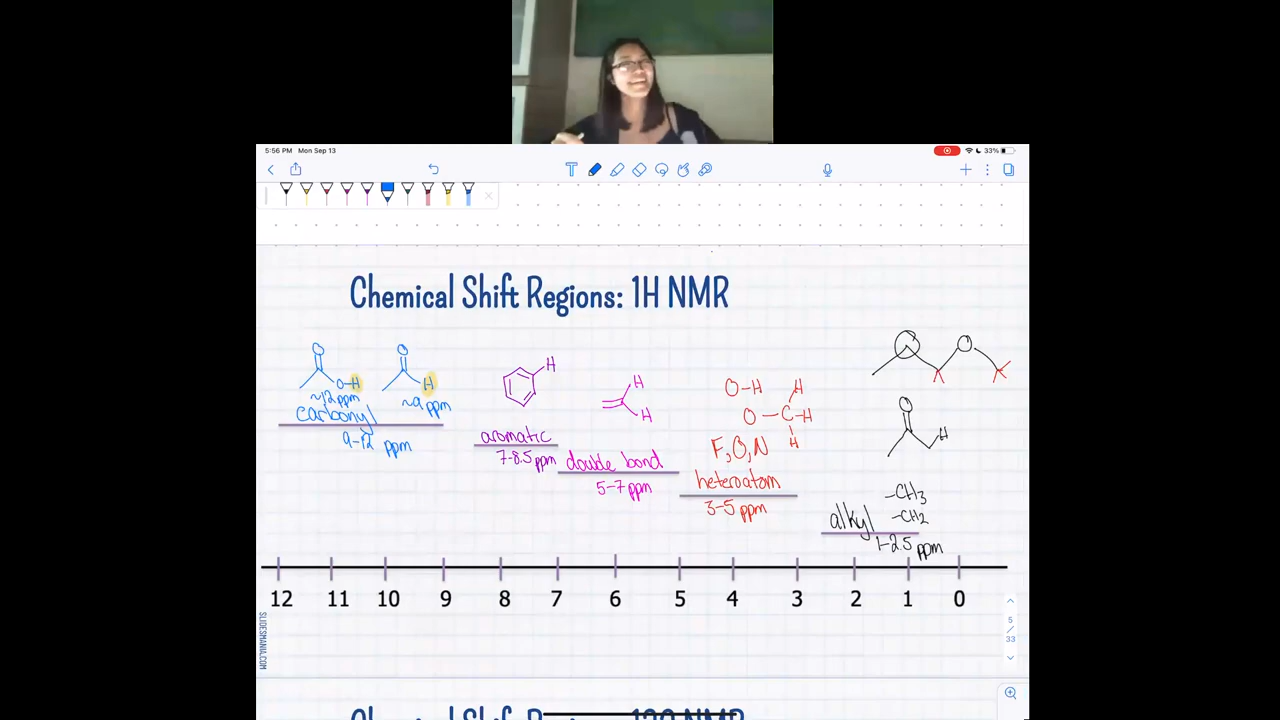 5:56 PM Mon Sep 13
33%
T
Chemical Shift Regions: 1H NMR
O
O-H
~12 ppm
carbonyl
9-12 ppm
O
H
~9 ppm
H
aromatic
7-8.5 ppm
H
H
double bond
5-7 ppm
O-H
H
O-C-H
H
F, O, N
heteroatom
3-5 ppm
O
O
H
-CH3
-CH2
alkyl
1-2.5 ppm
12 11 10 9 8 7 6 5 4 3 2 1 0
SLIDESMANIA.COM
5
/
33